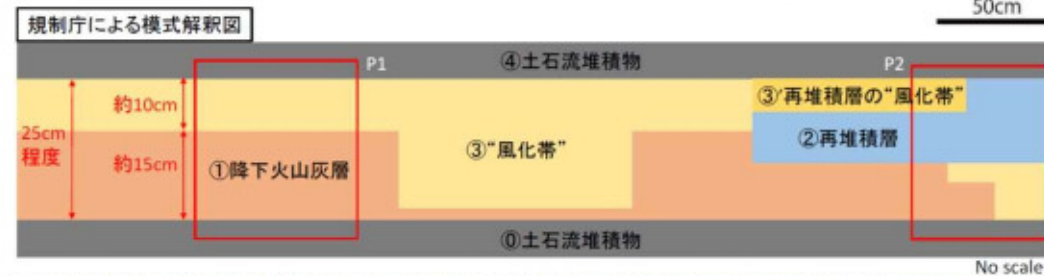 50cm
規制庁による模式解釈図
④土石流堆積物
P1
P2
約10cm
③’再堆積層の“風化帯”
25cm
程度
②再堆積層
③“風化帯”
約15cm
①降下火山灰層
⓪土石流堆積物
No scale